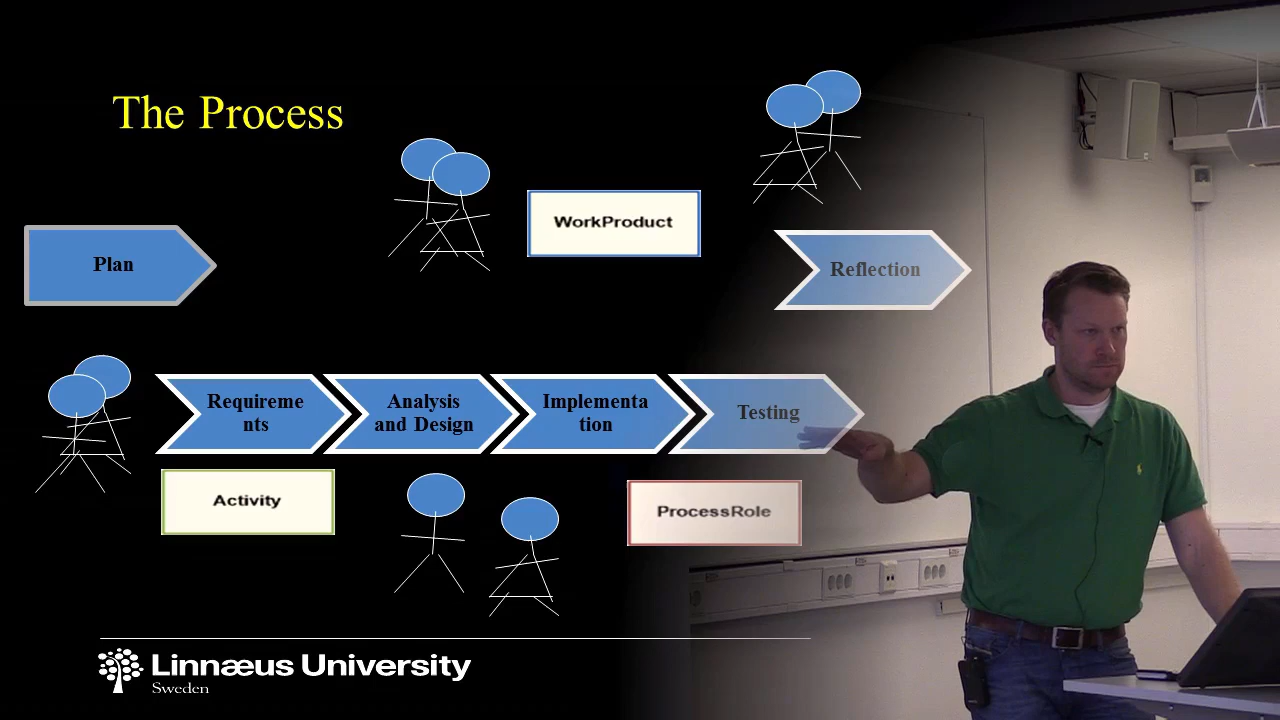 The Process
WorkProduct
Plan
Reflection
Requireme
nts
Analysis
and Design
Implementa
tion
Testing
Activity
ProcessRole
Linnæus University
Sweden